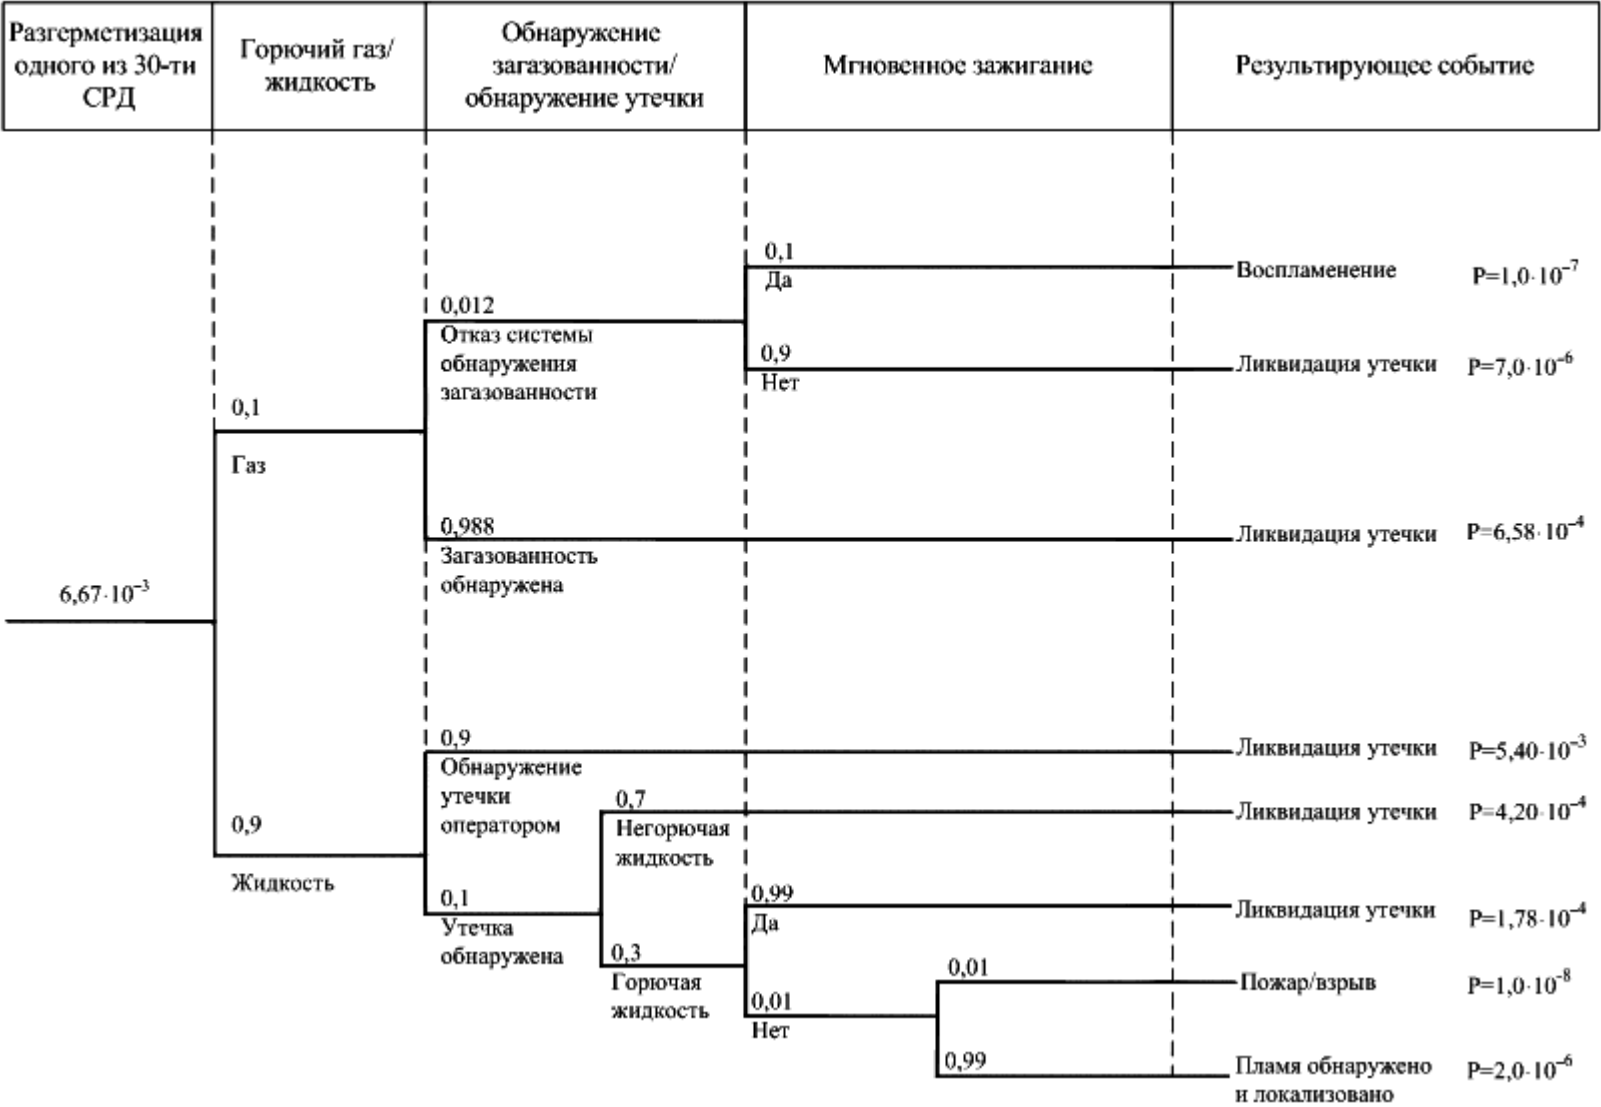 Разгерметизация
одного из 30-ти
СРД
Горючий газ/
жидкость
Обнаружение
загазованности/
обнаружение утечки
Мгновенное зажигание
Результирующее событие
0,1
Да
Воспламенение
P=1,0·10⁻⁷
0,012
Отказ системы
обнаружения
загазованности
0,9
Нет
Ликвидация утечки
P=7,0·10⁻⁶
0,1
Газ
0,988
Загазованность
обнаружена
Ликвидация утечки
P=6,58·10⁻⁴
6,67·10⁻³
0,9
Обнаружение
утечки
оператором
Ликвидация утечки
P=5,40·10⁻³
0,7
Негорючая
жидкость
Ликвидация утечки
P=4,20·10⁻⁴
0,9
Жидкость
0,1
Утечка
обнаружена
0,99
Да
Ликвидация утечки
P=1,78·10⁻⁴
0,3
Горючая
жидкость
0,01
Пожар/взрыв
P=1,0·10⁻⁸
0,01
Нет
0,99
Пламя обнаружено
и локализовано
P=2,0·10⁻⁶